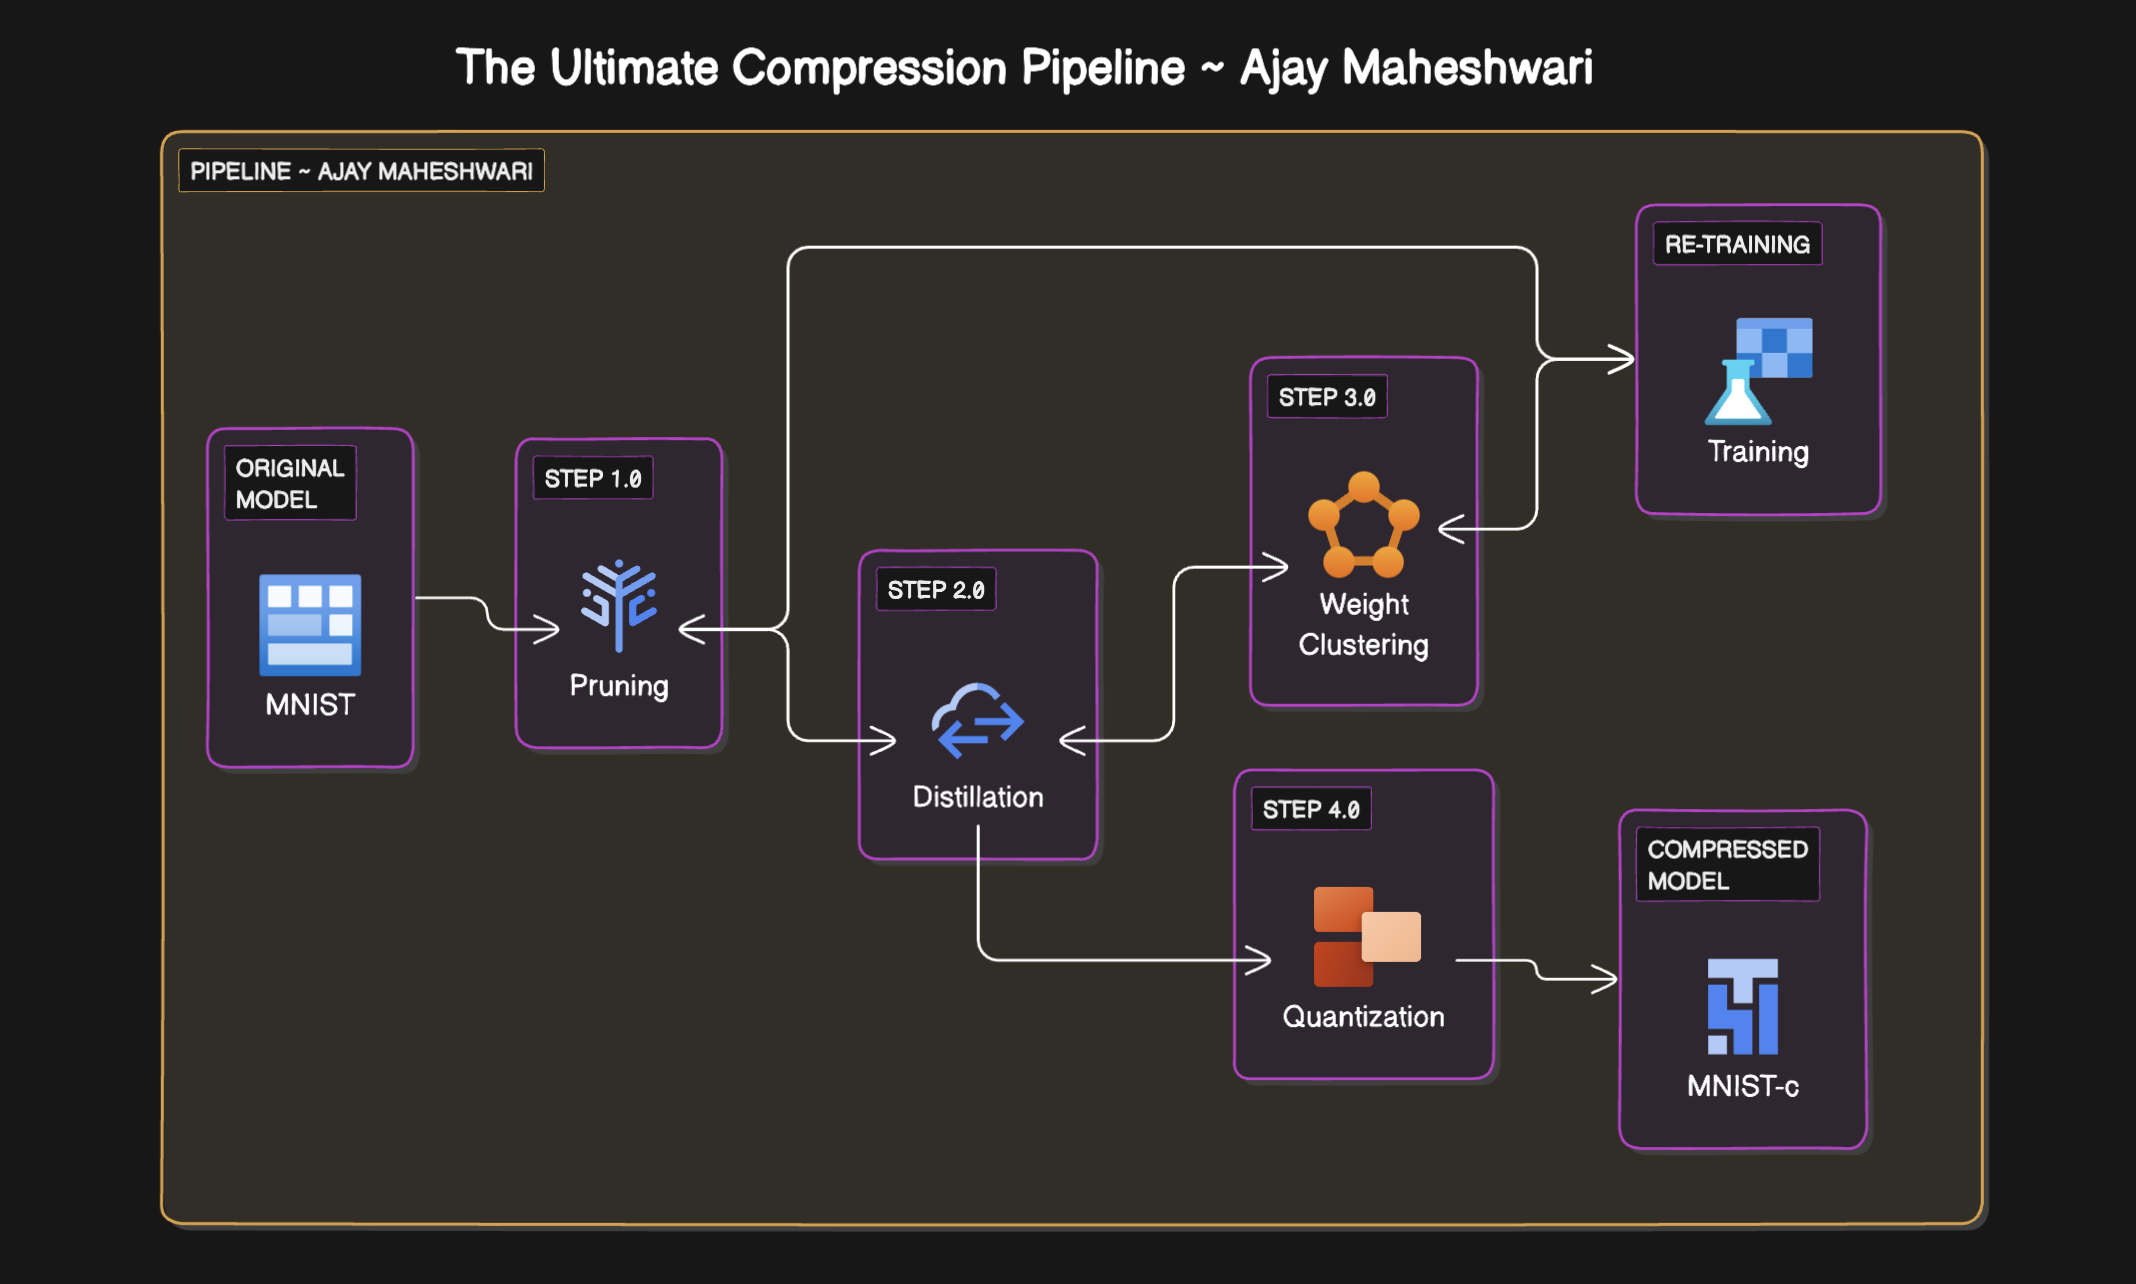 The Ultimate Compression Pipeline ~ Ajay Maheshwari
PIPELINE ~ AJAY MAHESHWARI
ORIGINAL
MODEL
MNIST
STEP 1.0
Pruning
STEP 2.0
Distillation
STEP 3.0
Weight
Clustering
RE-TRAINING
Training
STEP 4.0
Quantization
COMPRESSED
MODEL
MNIST-c